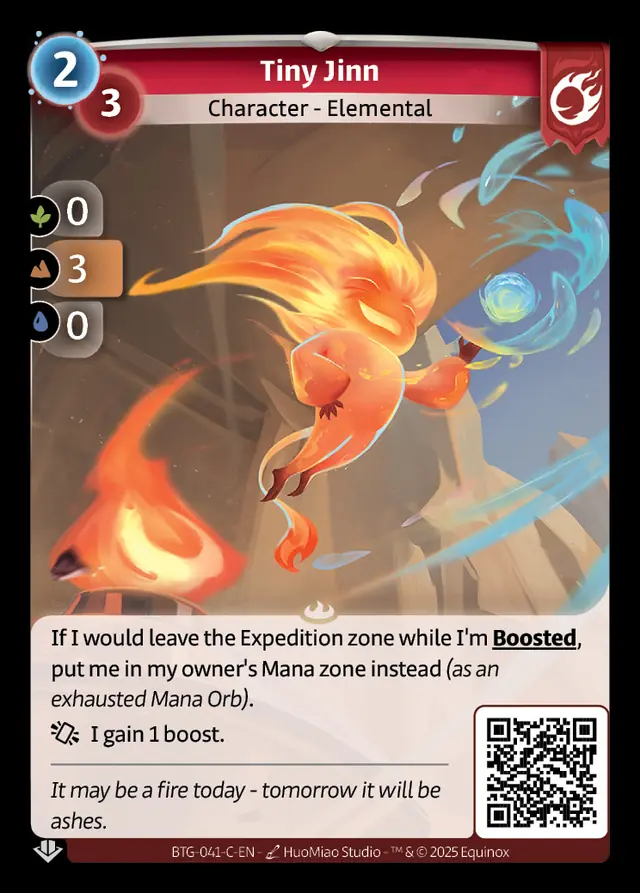 2
Tiny Jinn
3
Character - Elemental
0
3
0
If I would leave the Expedition zone while I'm Boosted,
put me in my owner's Mana zone instead (as an
exhausted Mana Orb).
I gain 1 boost.
It may be a fire today - tomorrow it will be
ashes.
BTG-041-C-EN - HuoMiao Studio - ™ & © 2025 Equinox